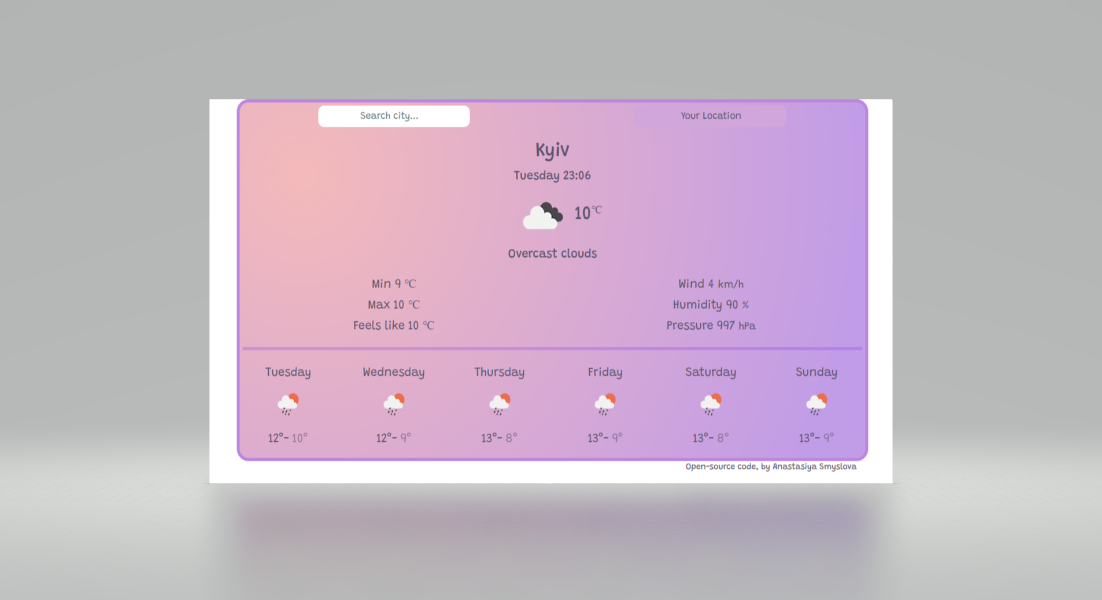 Search city...
Your Location
Kyiv
Tuesday 23:06
10°C
Overcast clouds
Min 9 °C
Max 10 °C
Feels like 10 °C
Wind 4 km/h
Humidity 90 %
Pressure 997 hPa
Tuesday Wednesday Thursday Friday Saturday Sunday
12°- 10° 12°- 9° 13°- 8° 13°- 9° 13°- 8° 13°- 9°
Open-source code, by Anastasiya Smyslova